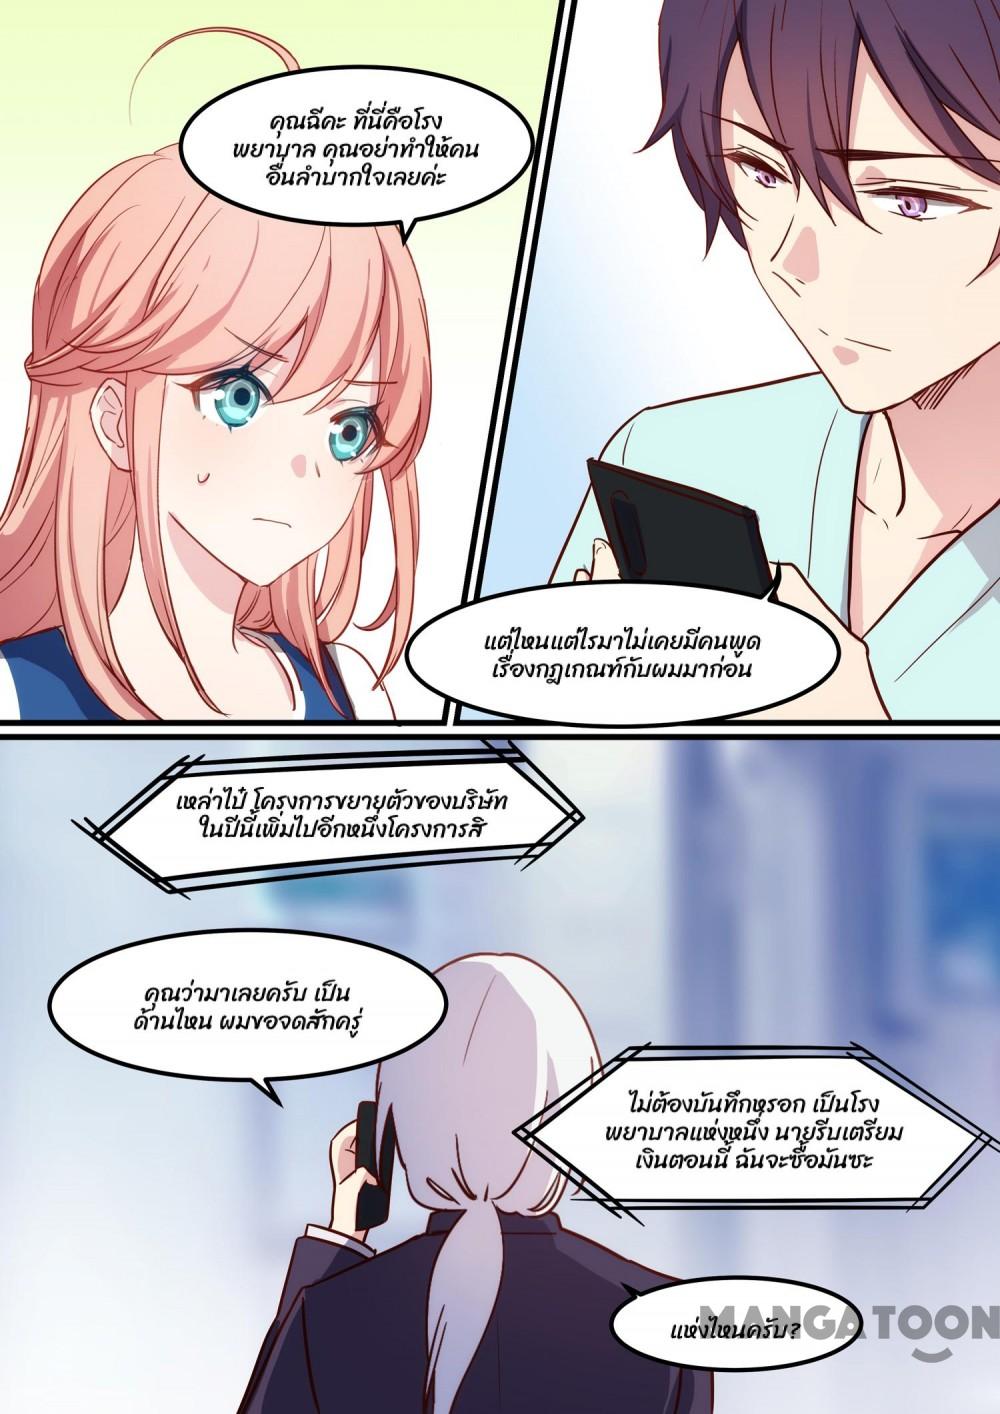 คุณฉีคะ ที่นี่คือโรง
พยาบาล คุณอย่าทำให้คน
อื่นลำบากใจเลยค่ะ
แต่ไหนแต่ไรมาไม่เคยมีคนพูด
เรื่องกฎเกณฑ์กับผมมาก่อน
เหล่าไป๋ โครงการขยายตัวของบริษัท
ในปีนี้เพิ่มไปอีกหนึ่งโครงการสิ
คุณว่ามาเลยครับ เป็น
ด้านไหน ผมขอจดสักครู่
ไม่ต้องบันทึกหรอก เป็นโรง
พยาบาลแห่งหนึ่ง นายรีบเตรียม
เงินตอนนี้ ฉันจะซื้อมันซะ
แห่งไหนครับ?
MANGATOON